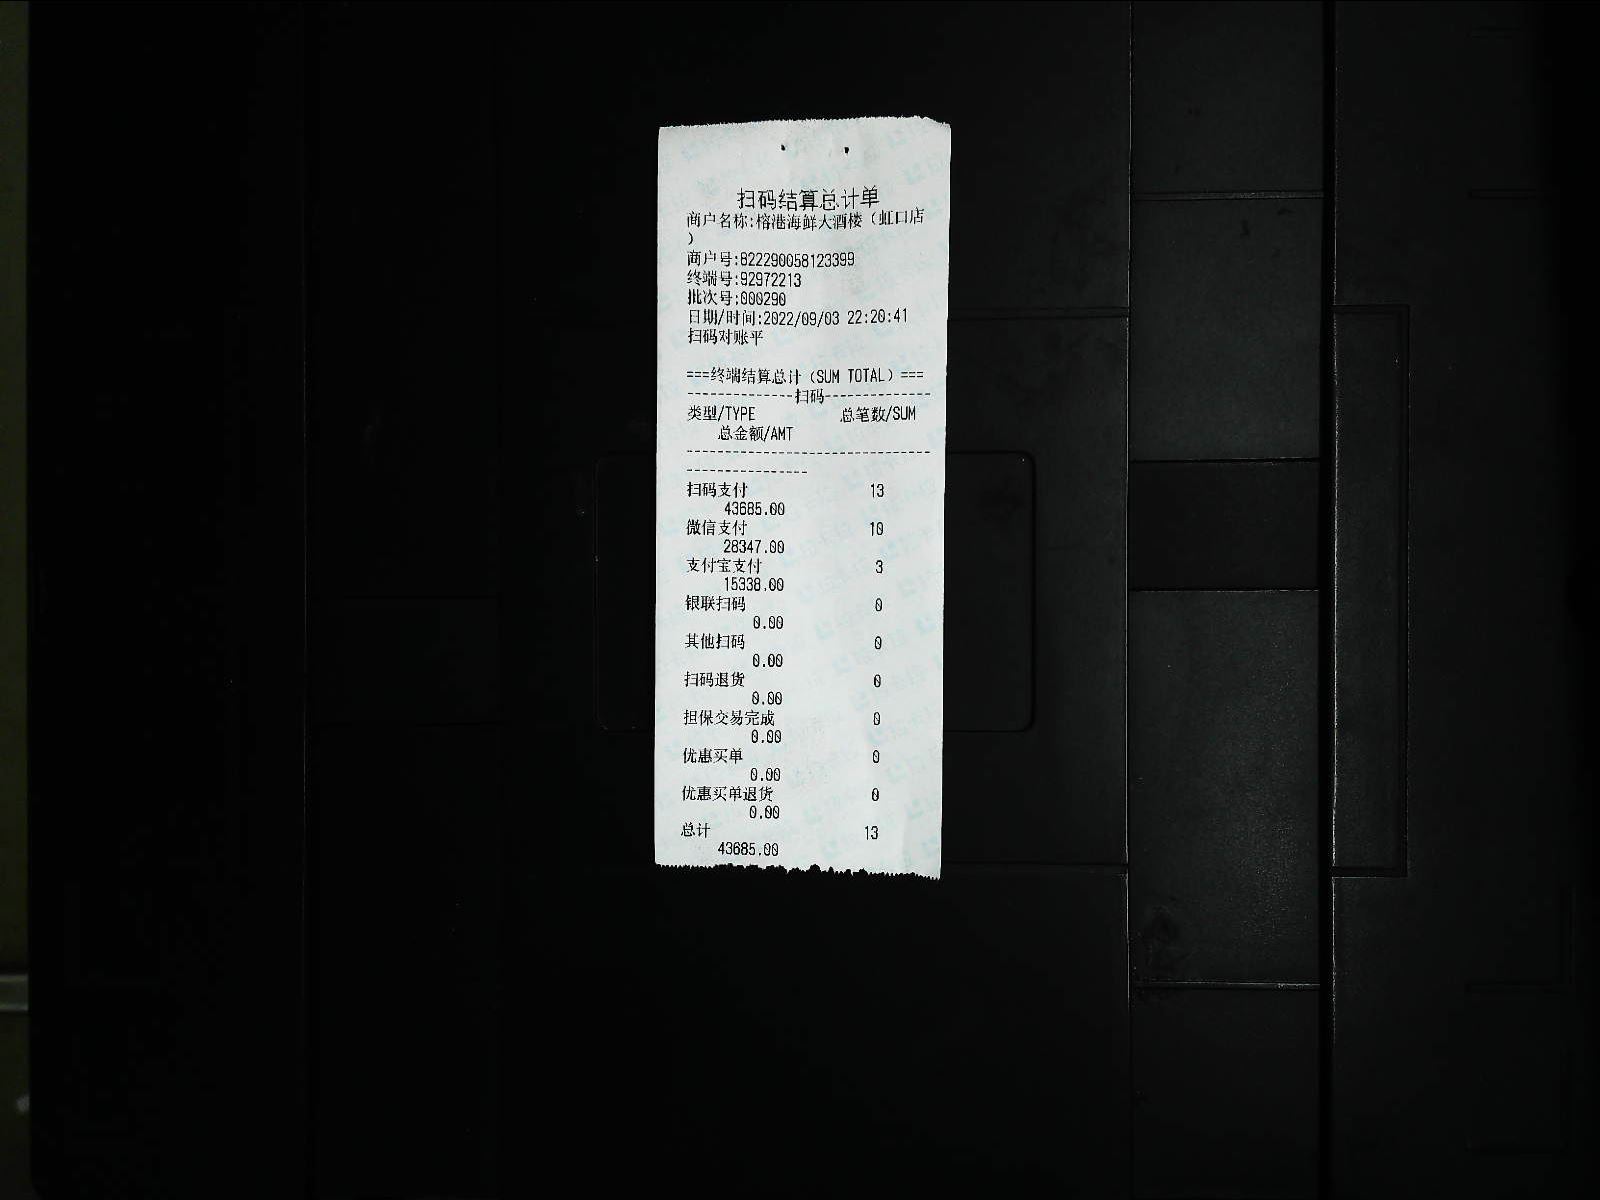 扫码结算总计单
商户名称:榕港海鲜大酒楼（虹口店
）
商户号:822290058123399
终端号:92972213
批次号:000290
日期/时间:2022/09/03 22:20:41
扫码对账平
===终端结算总计（SUM TOTAL）===
--------------扫码--------------
类型/TYPE 总笔数/SUM
总金额/AMT
--------------------------------
----------------
扫码支付 13
43685.00
微信支付 10
28347.00
支付宝支付 3
15338.00
银联扫码 0
0.00
其他扫码 0
0.00
扫码退货 0
0.00
担保交易完成 0
0.00
优惠买单 0
0.00
优惠买单退货 0
0.00
总计 13
43685.00